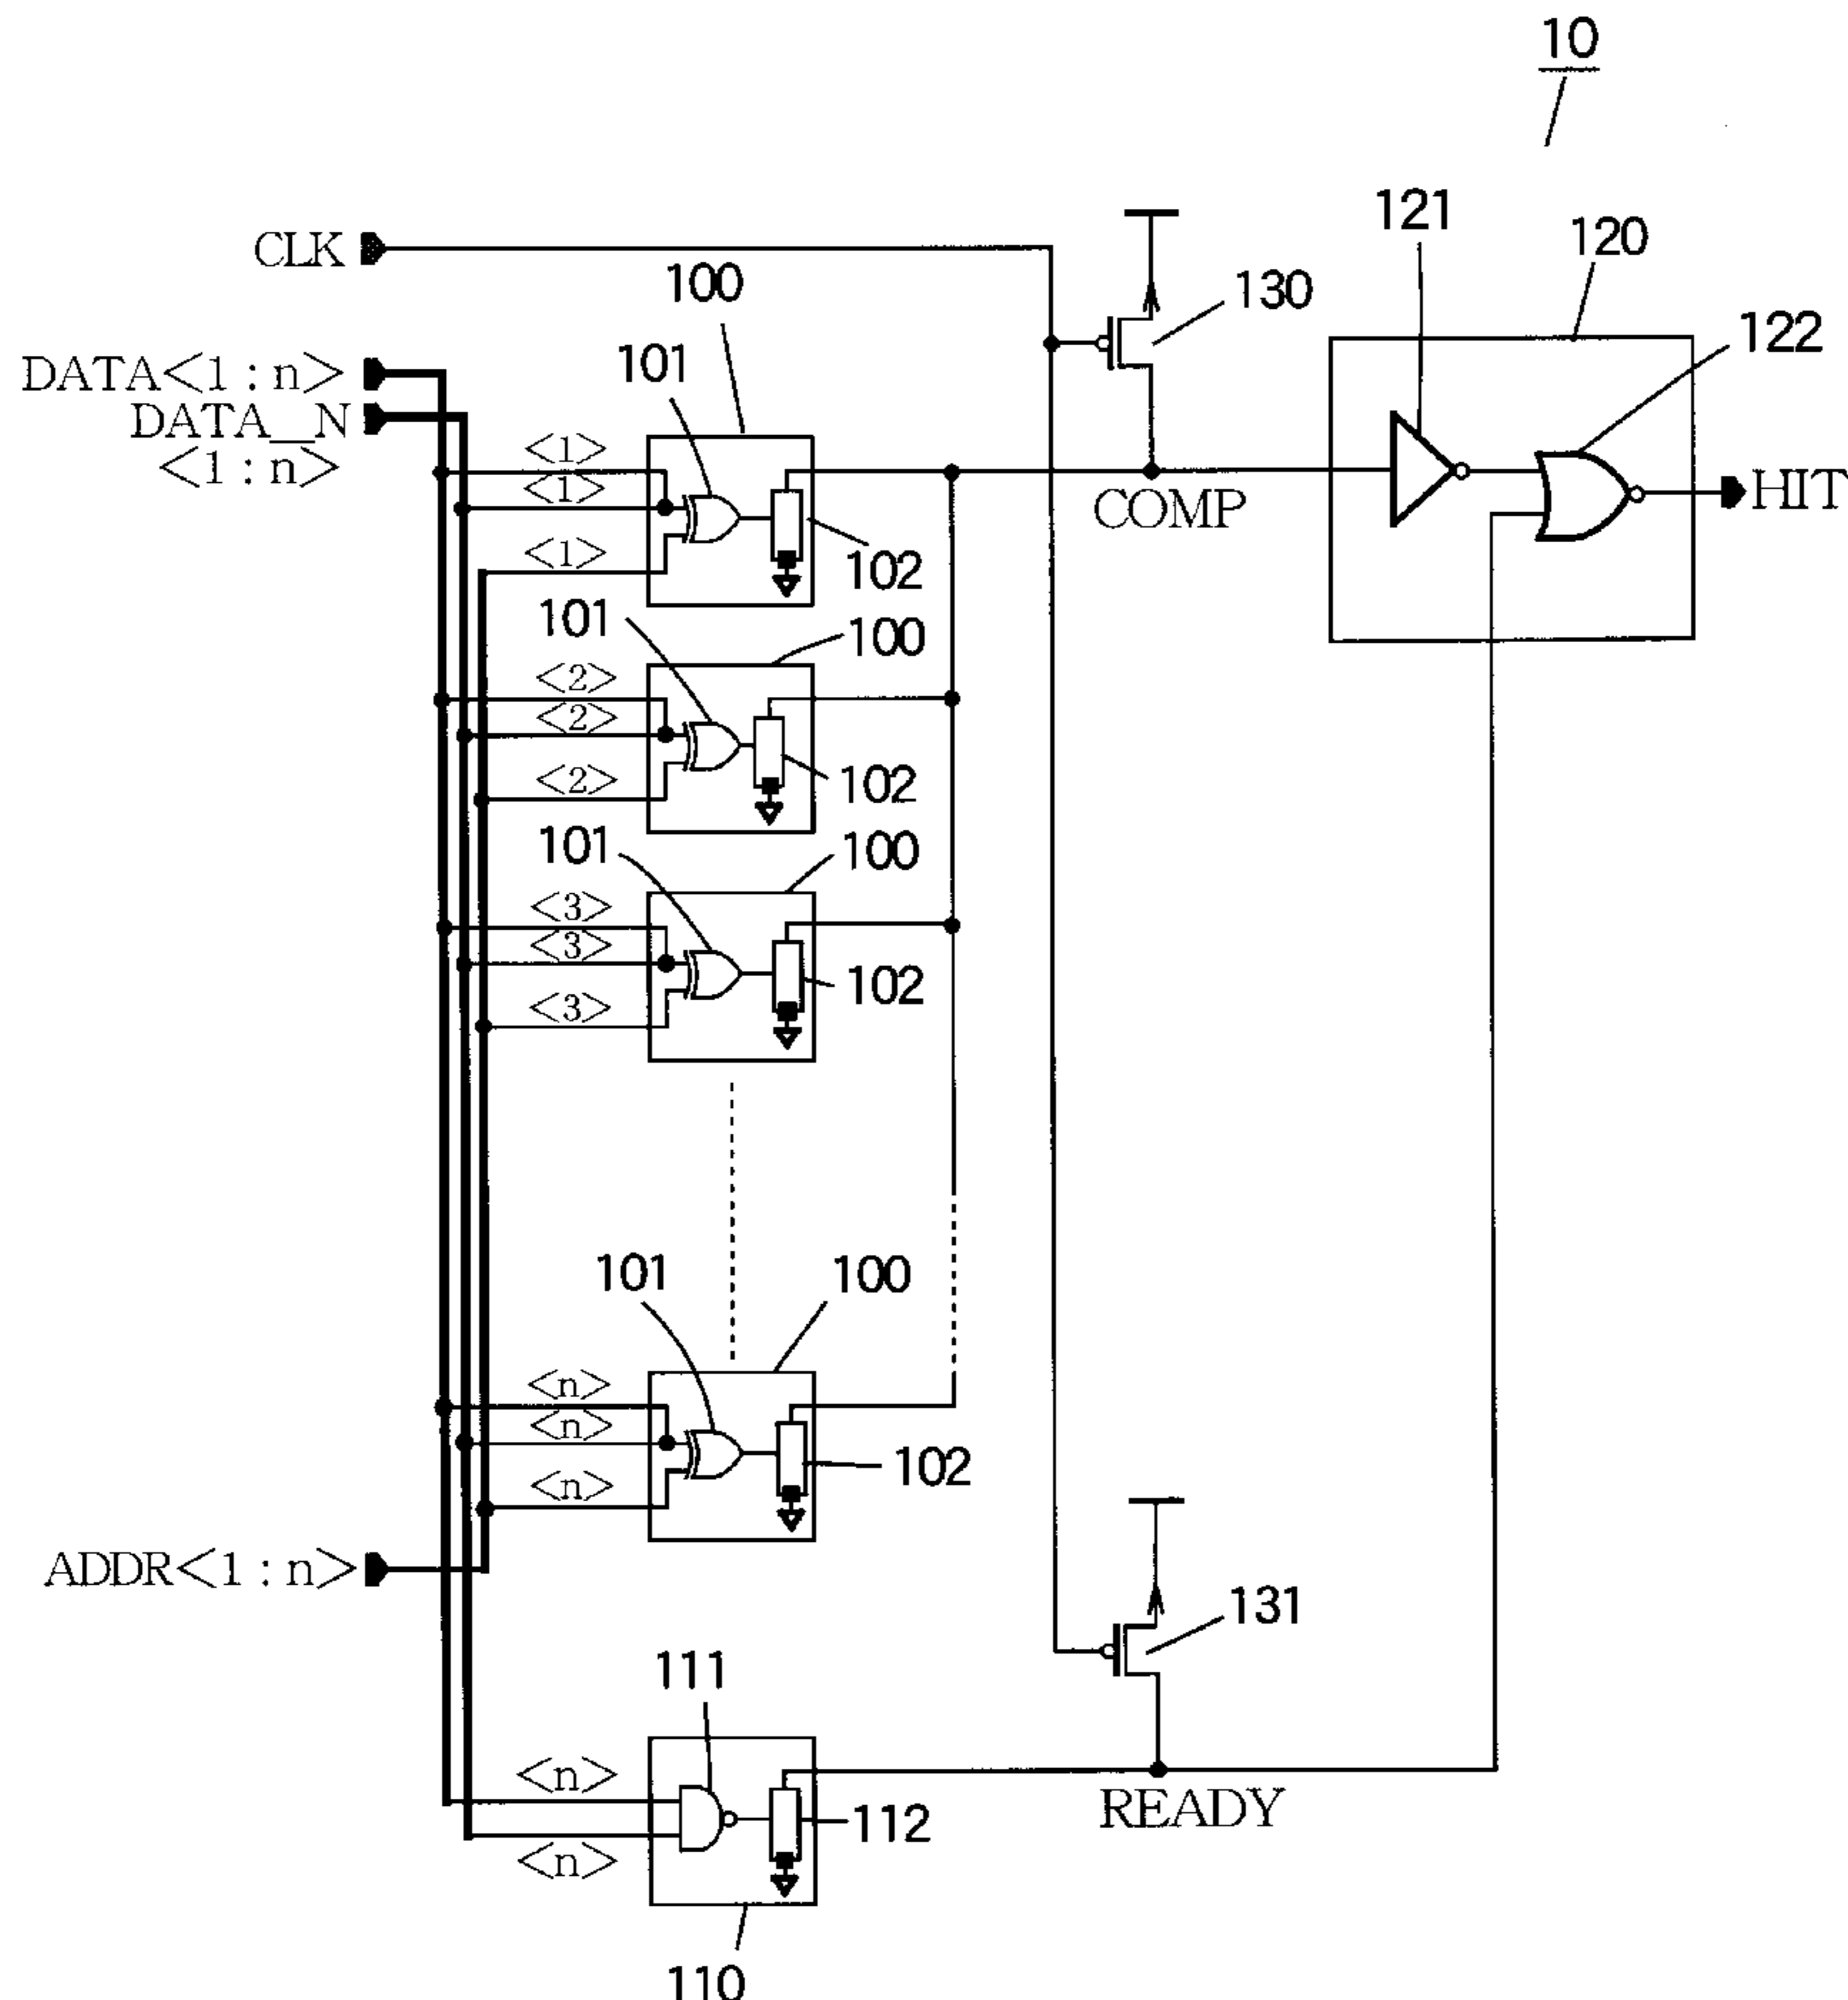 10
121
120
CLK
100
130
122
DATA<1 : n>
101
DATA_N
<1 : n>
<1>
<1>
HIT
COMP
<1>
102
101
100
<2>
<2>
<2>
102
101
100
<3>
<3>
102
<3>
101
100
<n>
<n>
102
<n>
ADDR<1 : n>
131
111
<n>
READY
112
<n>
110